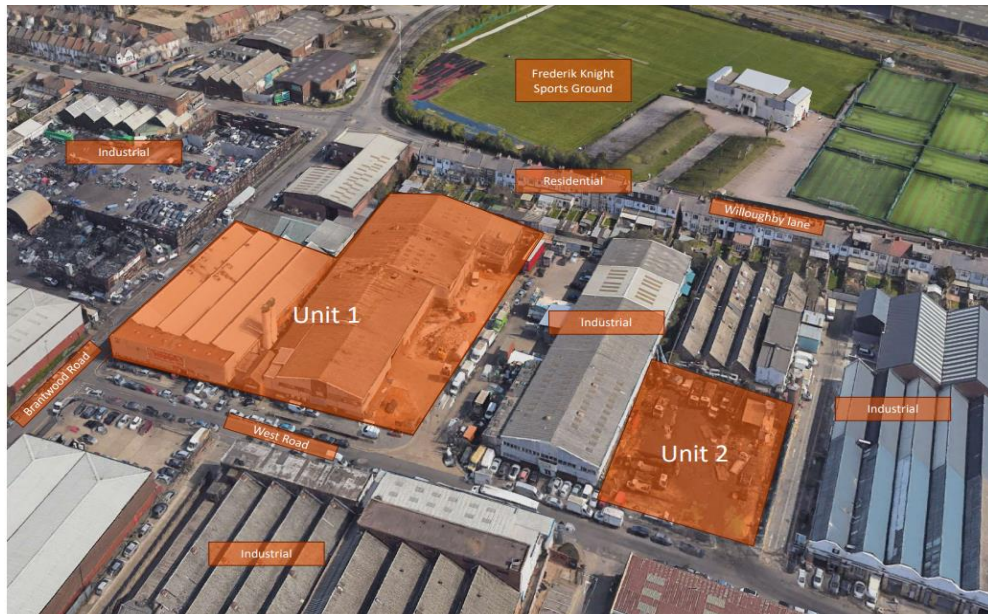 Frederik Knight
Sports Ground
Industrial
Residential
Willoughby lane
Unit 1
Industrial
Brantwood Road
West Road
Industrial
Unit 2
Industrial